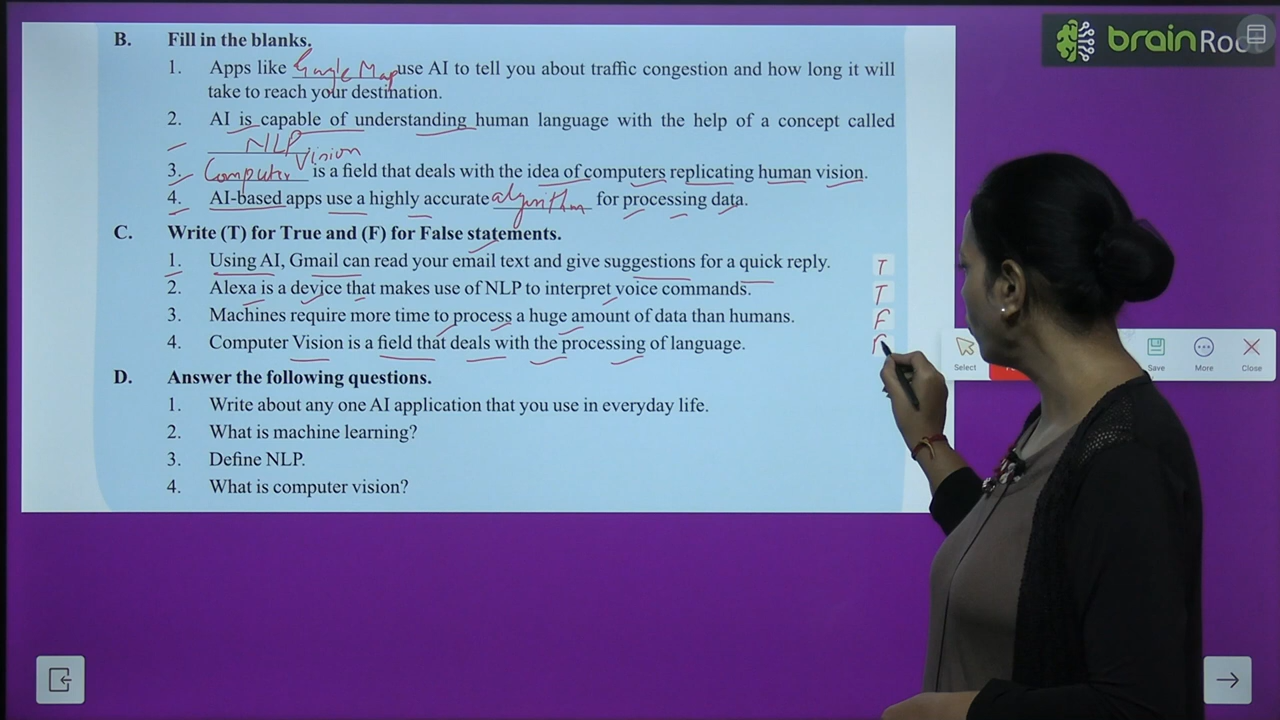 brainRoot
B. Fill in the blanks.
1. Apps like Google Map use AI to tell you about traffic congestion and how long it will
take to reach your destination.
2. AI is capable of understanding human language with the help of a concept called
NLP
3. Computer Vision is a field that deals with the idea of computers replicating human vision.
4. AI-based apps use a highly accurate algorithm for processing data.
C. Write (T) for True and (F) for False statements.
1. Using AI, Gmail can read your email text and give suggestions for a quick reply. T
2. Alexa is a device that makes use of NLP to interpret voice commands. T
3. Machines require more time to process a huge amount of data than humans. F
4. Computer Vision is a field that deals with the processing of language.
Select
Save
More
Close
D. Answer the following questions.
1. Write about any one AI application that you use in everyday life.
2. What is machine learning?
3. Define NLP.
4. What is computer vision?